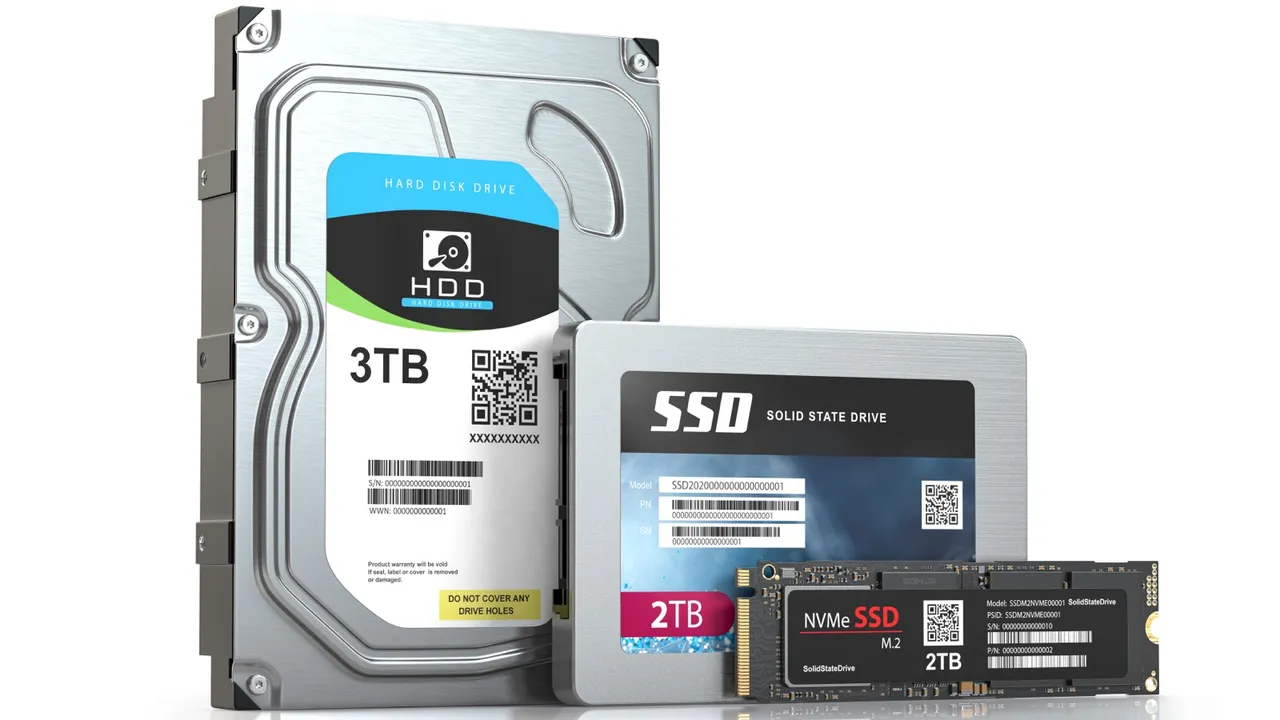 HARD DISK DRIVE
HDD
HARD DISK DRIVE
3TB
XXXXXXXXXX
S/N: 000000000000000000001
WWN: 0000000000001
Product warranty will be void
If seal, label or cover is removed
or damaged.
DO NOT COVER ANY
DRIVE HOLES
SSD SOLID STATE DRIVE
Model SSD2020000000000000001
PN
000000000000000000000001
SN
0000000000000001
2TB
NVMe SSD
M.2
SolidStateDrive
2TB
Model: SSDM2NVME00001 SolidStateDrive
PSID: SSDM2NVME00001
S/N: 00000000000010
P/N: 00000000000002